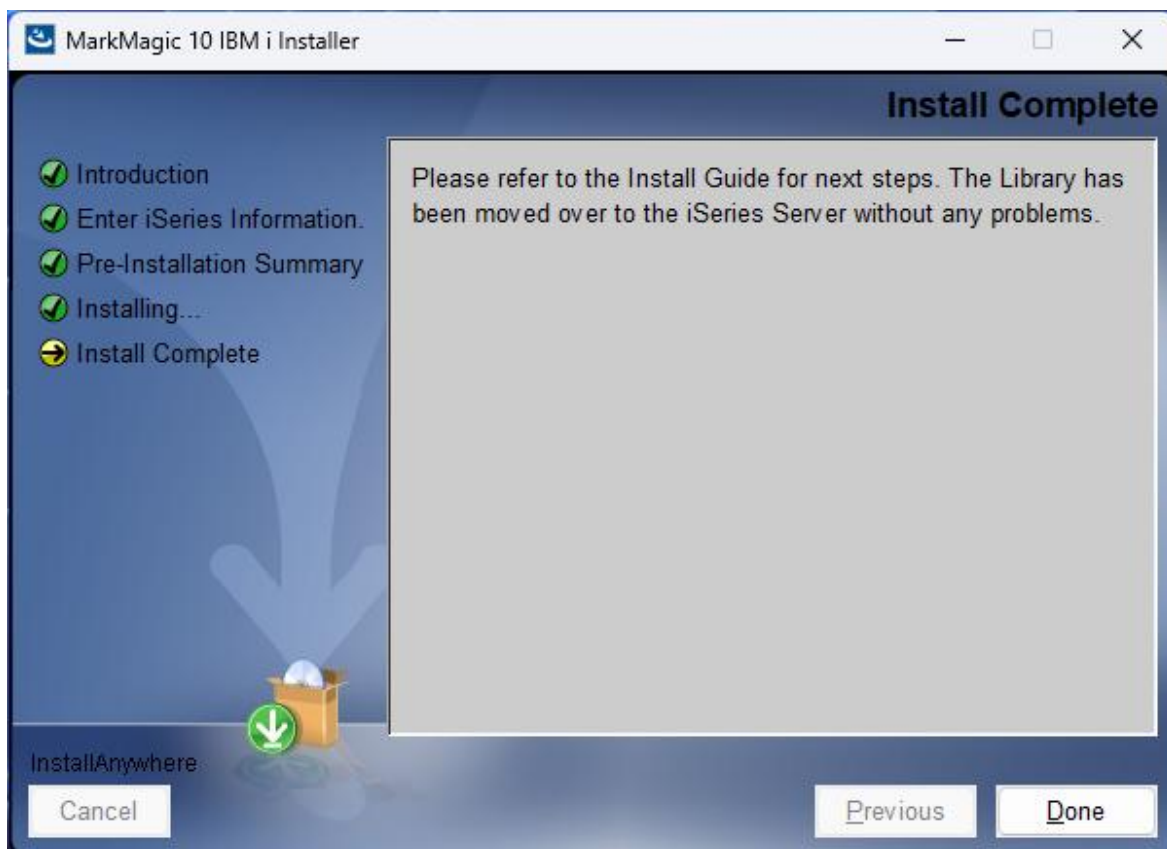 MarkMagic 10 IBM i Installer
Install Complete
Introduction
Enter iSeries Information.
Pre-Installation Summary
Installing...
Install Complete
Please refer to the Install Guide for next steps. The Library has
been moved over to the iSeries Server without any problems.
InstallAnywhere
Cancel
Previous
Done